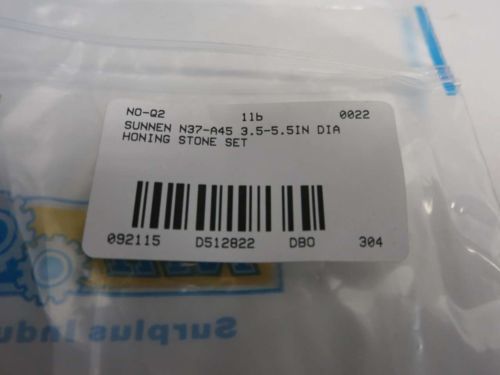 NO-Q2 11b 0022
SUNNEN N37-A45 3.5-5.5IN DIA
HONING STONE SET
092115 D512822 DBO 304
Surplus Indu